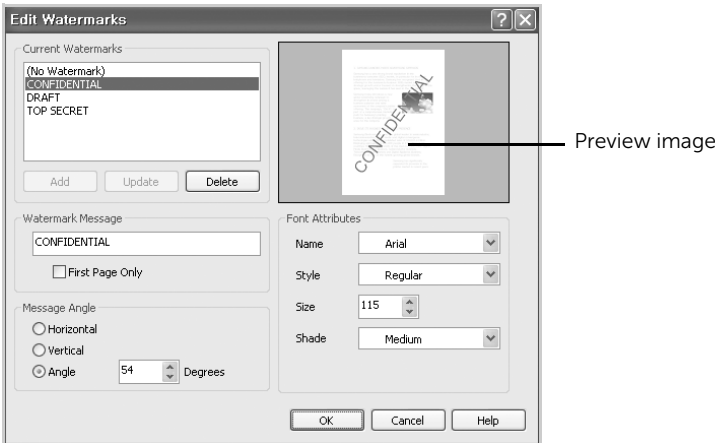 Edit Watermarks
Current Watermarks
(No Watermark)
CONFIDENTIAL
DRAFT
TOP SECRET
Add Update Delete
CONFIDENTIAL
Preview image
Watermark Message
CONFIDENTIAL
First Page Only
Message Angle
Horizontal
Vertical
Angle 54 Degrees
Font Attributes
Name Arial
Style Regular
Size 115
Shade Medium
OK Cancel Help